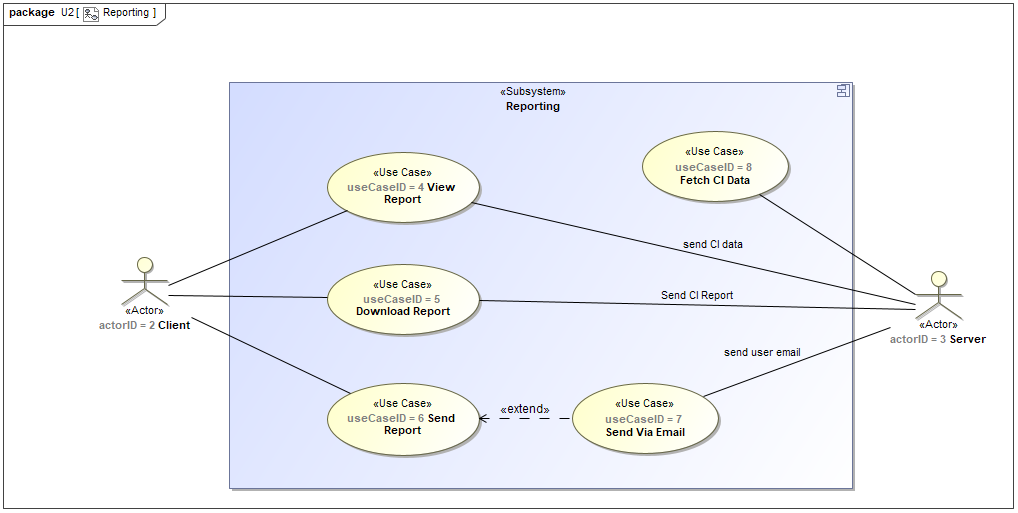 package U2 [ Reporting ]
«Subsystem»
Reporting
«Use Case»
useCaseID = 8
Fetch CI Data
«Use Case»
useCaseID = 4 View
Report
send CI data
«Use Case»
useCaseID = 5
Download Report
Send CI Report
«Actor»
actorID = 2 Client
«Actor»
actorID = 3 Server
send user email
«Use Case»
useCaseID = 6 Send
Report
«extend»
«Use Case»
useCaseID = 7
Send Via Email